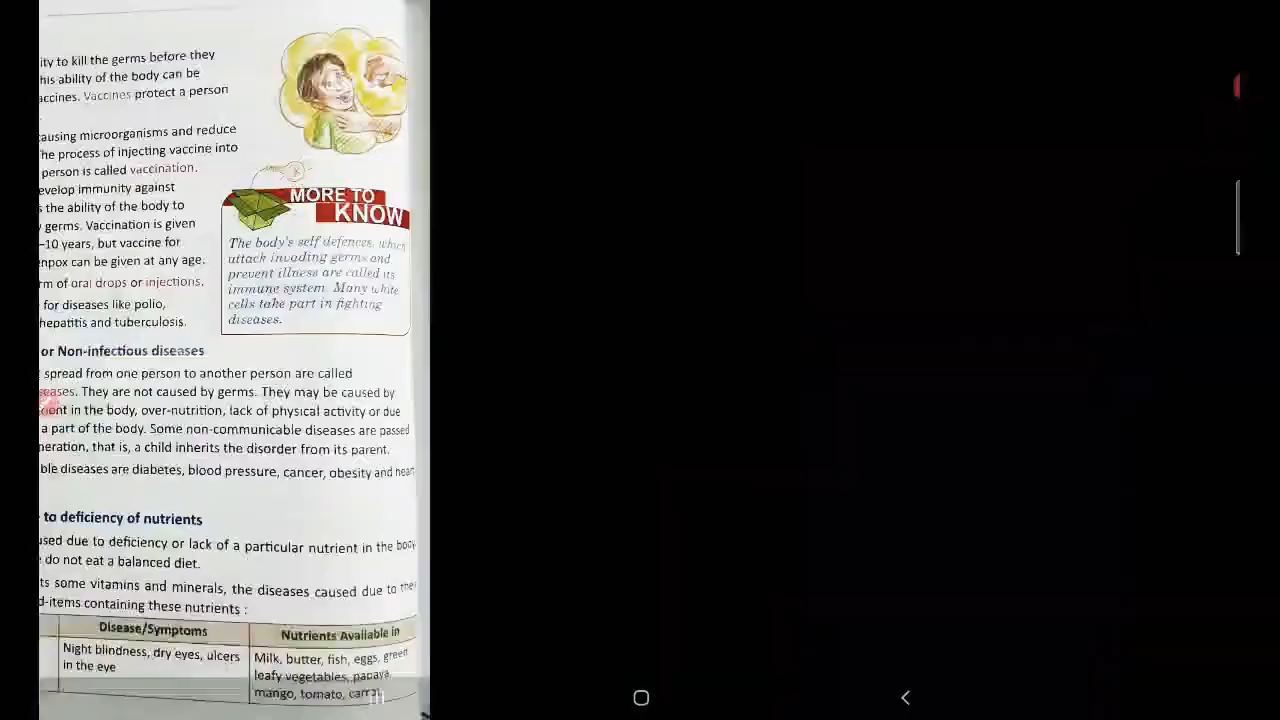 ity to kill the germs before they
his ability of the body can be
accines. Vaccines protect a person
causing microorganisms and reduce
he process of injecting vaccine into
person is called vaccination.
evelop immunity against
s the ability of the body to
germs. Vaccination is given
–10 years, but vaccine for
enpox can be given at any age.
rm of oral drops or injections.
for diseases like polio,
hepatitis and tuberculosis.
MORE TO
KNOW
The body's self defences, which
attack invading germs and
prevent illness are called its
immune system. Many white
cells take part in fighting
diseases.
or Non-infectious diseases
spread from one person to another person are called
seases. They are not caused by germs. They may be caused by
rient in the body, over-nutrition, lack of physical activity or due
a part of the body. Some non-communicable diseases are passed
neration, that is, a child inherits the disorder from its parent.
ble diseases are diabetes, blood pressure, cancer, obesity and heart
to deficiency of nutrients
used due to deficiency or lack of a particular nutrient in the body
do not eat a balanced diet.
ts some vitamins and minerals, the diseases caused due to the
d-items containing these nutrients :
Disease/Symptoms
Nutrients Available in
Night blindness, dry eyes, ulcers
in the eye
Milk, butter, fish, eggs, green
leafy vegetables, papaya,
mango, tomato, carrot